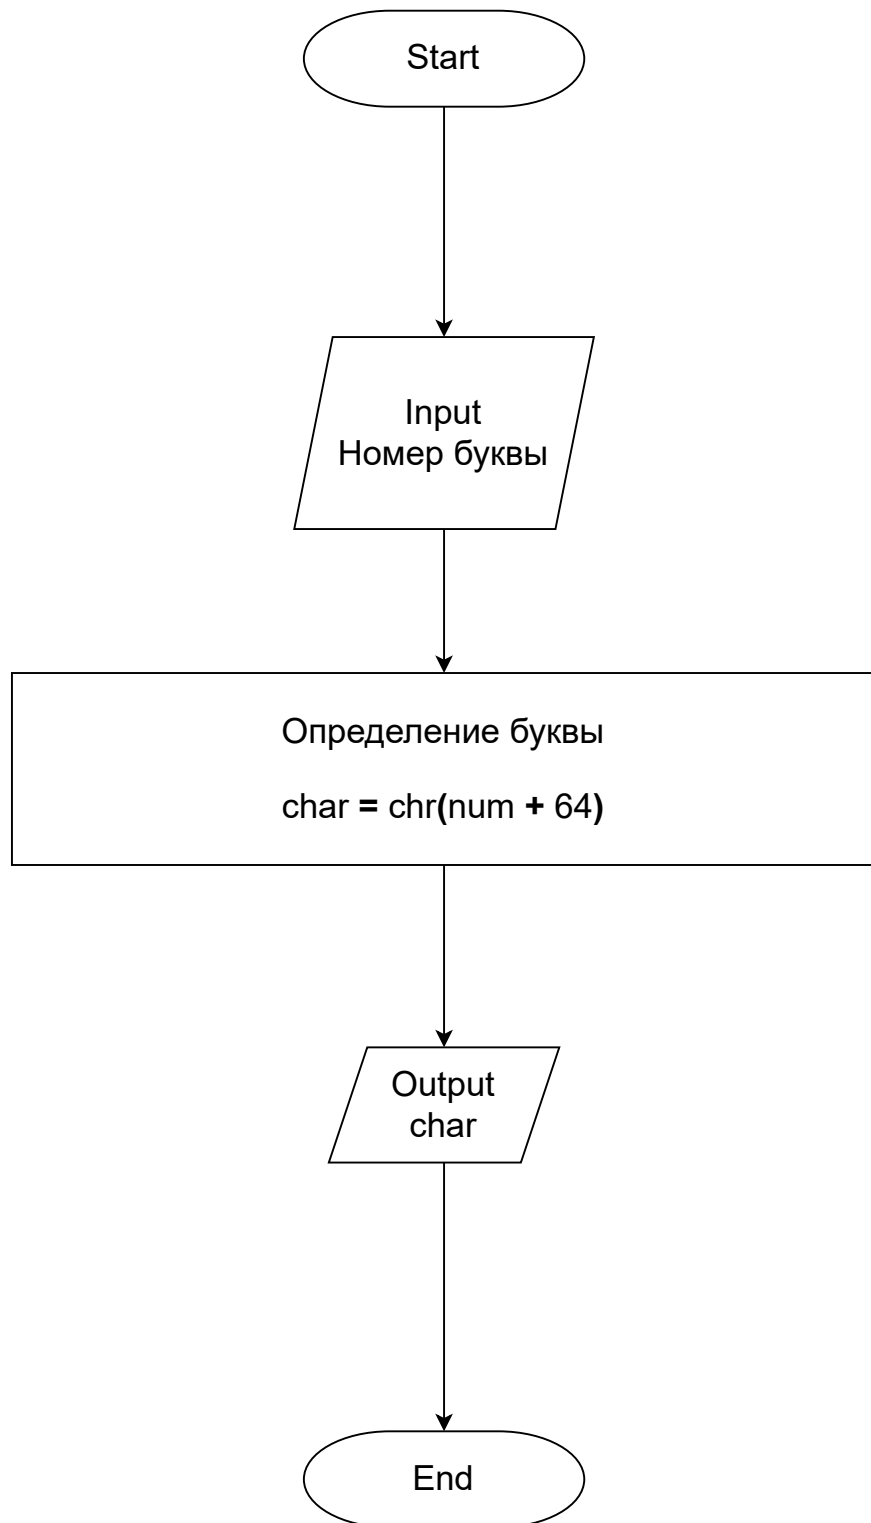 Start
Input
Номер буквы
Определение буквы
char = chr(num + 64)
Output
char
End